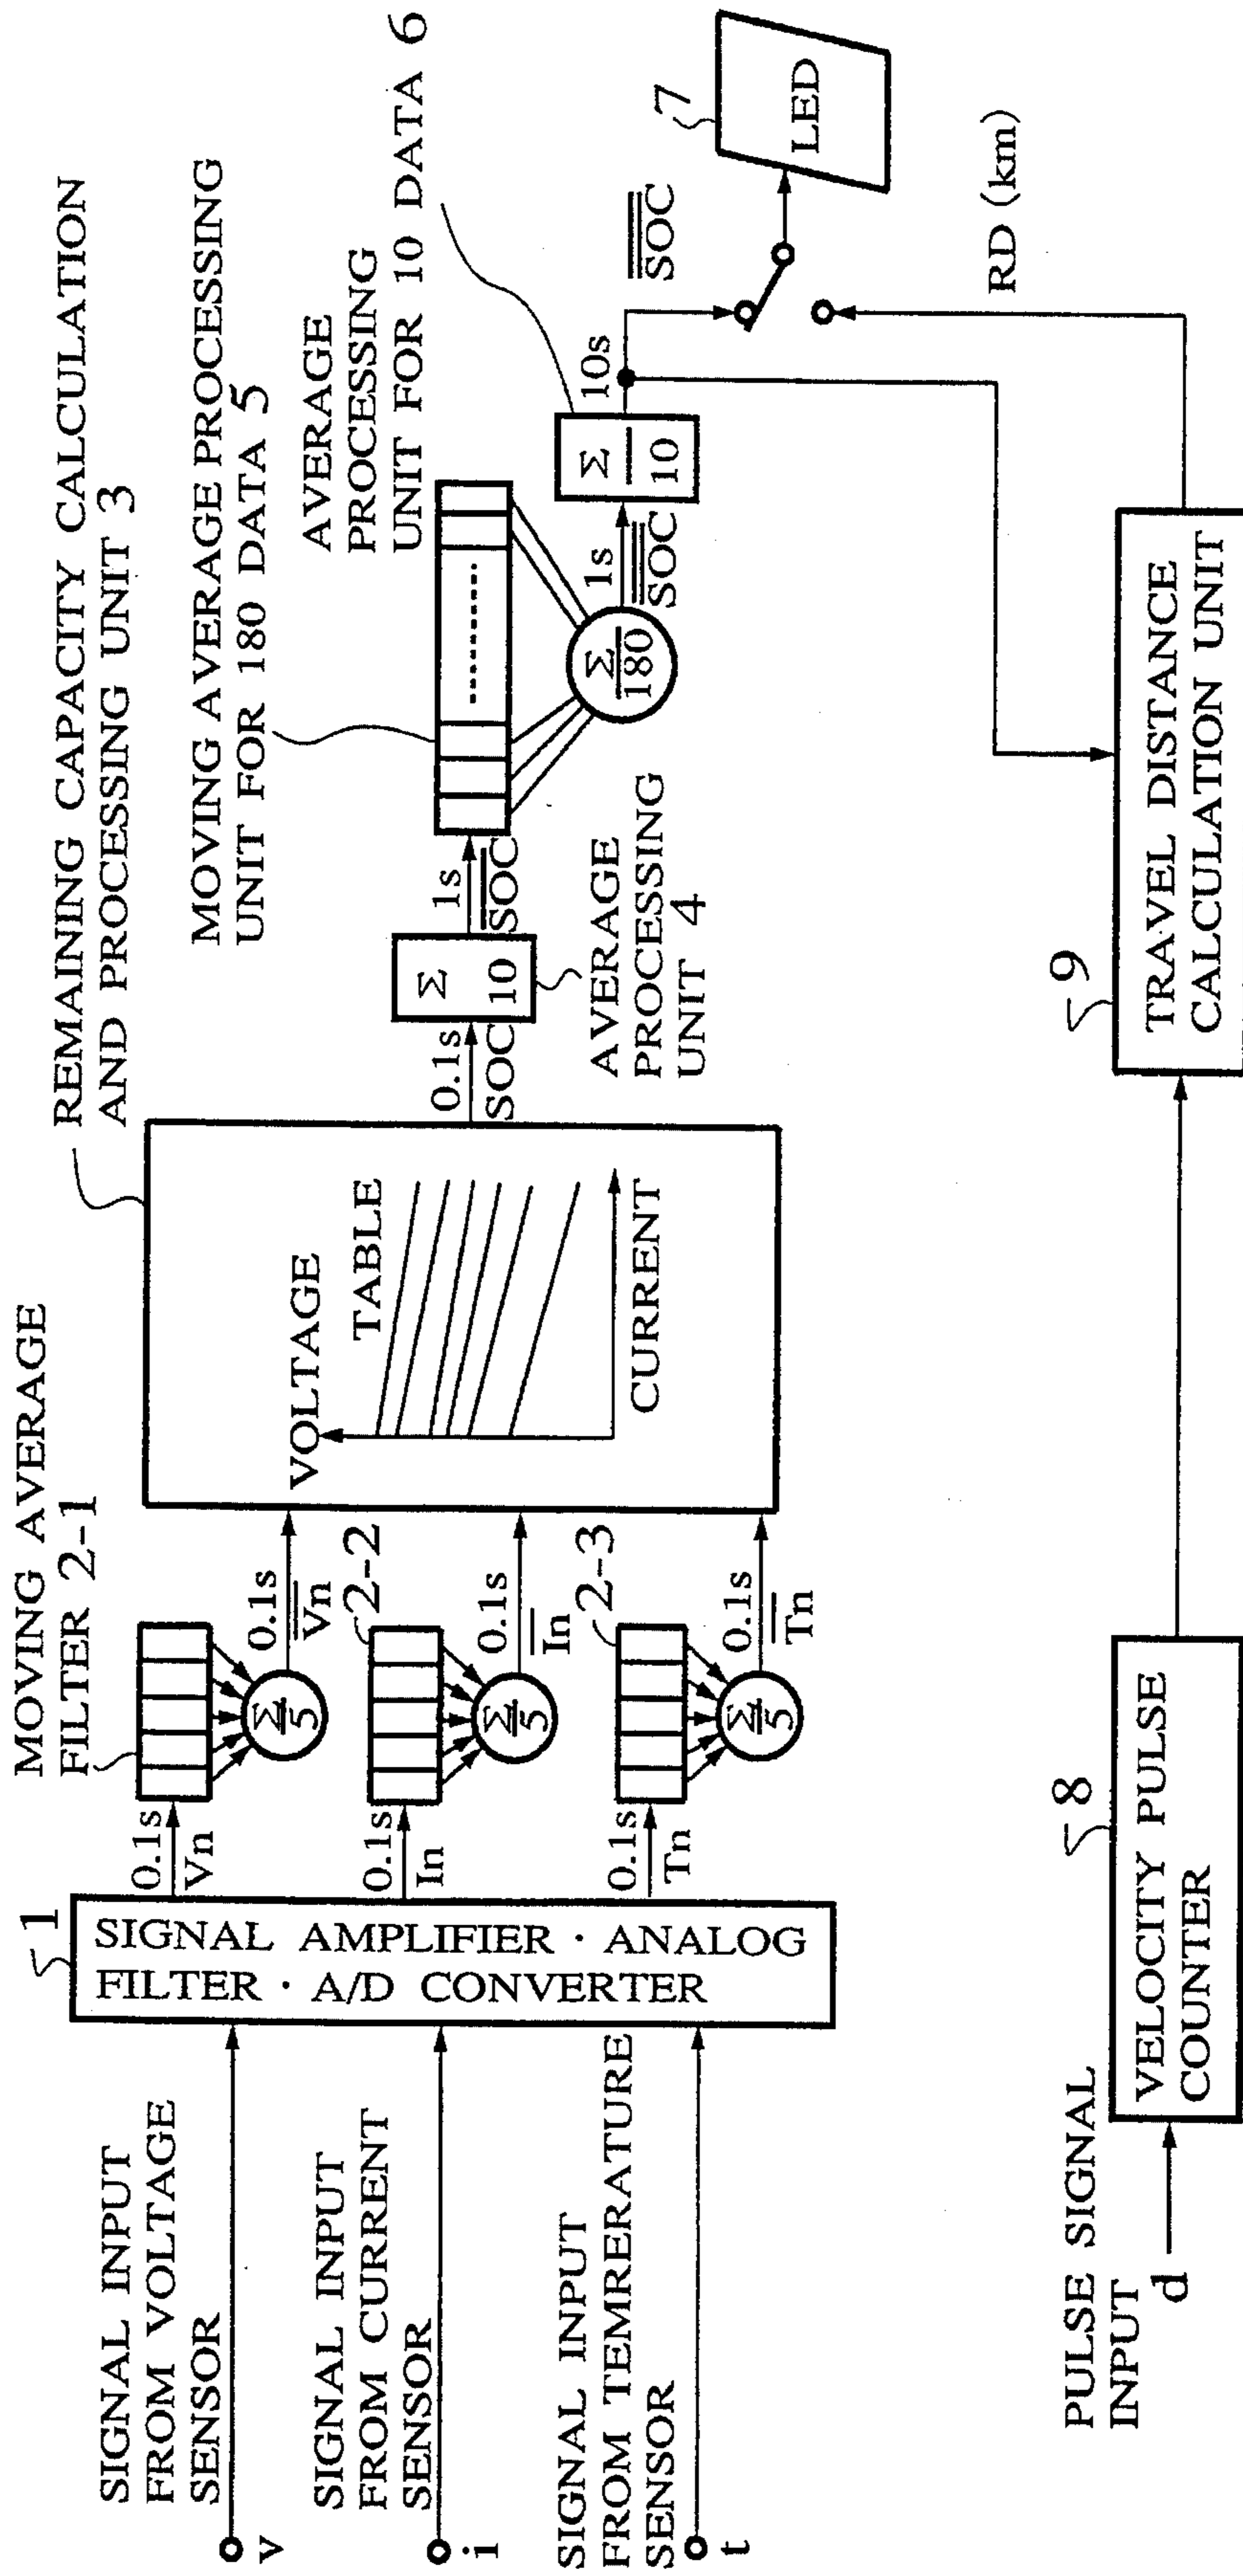 SIGNAL INPUT
FROM VOLTAGE
SENSOR
v
SIGNAL INPUT
FROM CURRENT
SENSOR
i
SIGNAL INPUT
FROM TEMRERATURE
SENSOR
t
1
SIGNAL AMPLIFIER · ANALOG
FILTER · A/D CONVERTER
0.1s
Vn
0.1s
In
0.1s
Tn
MOVING AVERAGE
FILTER 2-1
Σ
5
0.1s
Vn
2-2
Σ
5
0.1s
In
2-3
Σ
5
0.1s
Tn
REMAINING CAPACITY CALCULATION
AND PROCESSING UNIT 3
VOLTAGE
TABLE
CURRENT
0.1s
SOC
Σ
10
AVERAGE
PROCESSING
UNIT 4
1s
SOC
MOVING AVERAGE PROCESSING
UNIT FOR 180 DATA 5
Σ
180
1s
SOC
AVERAGE
PROCESSING
UNIT FOR 10 DATA 6
Σ
10
10s
SOC
7
LED
RD (km)
PULSE SIGNAL
INPUT
d
8
VELOCITY PULSE
COUNTER
9
TRAVEL DISTANCE
CALCULATION UNIT